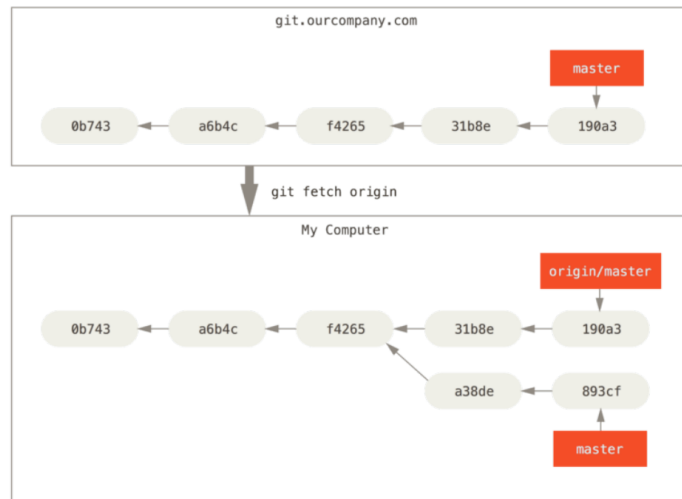 git.ourcompany.com
master
0b743 a6b4c f4265 31b8e 190a3
git fetch origin
My Computer
origin/master
0b743 a6b4c f4265 31b8e 190a3
a38de 893cf
master